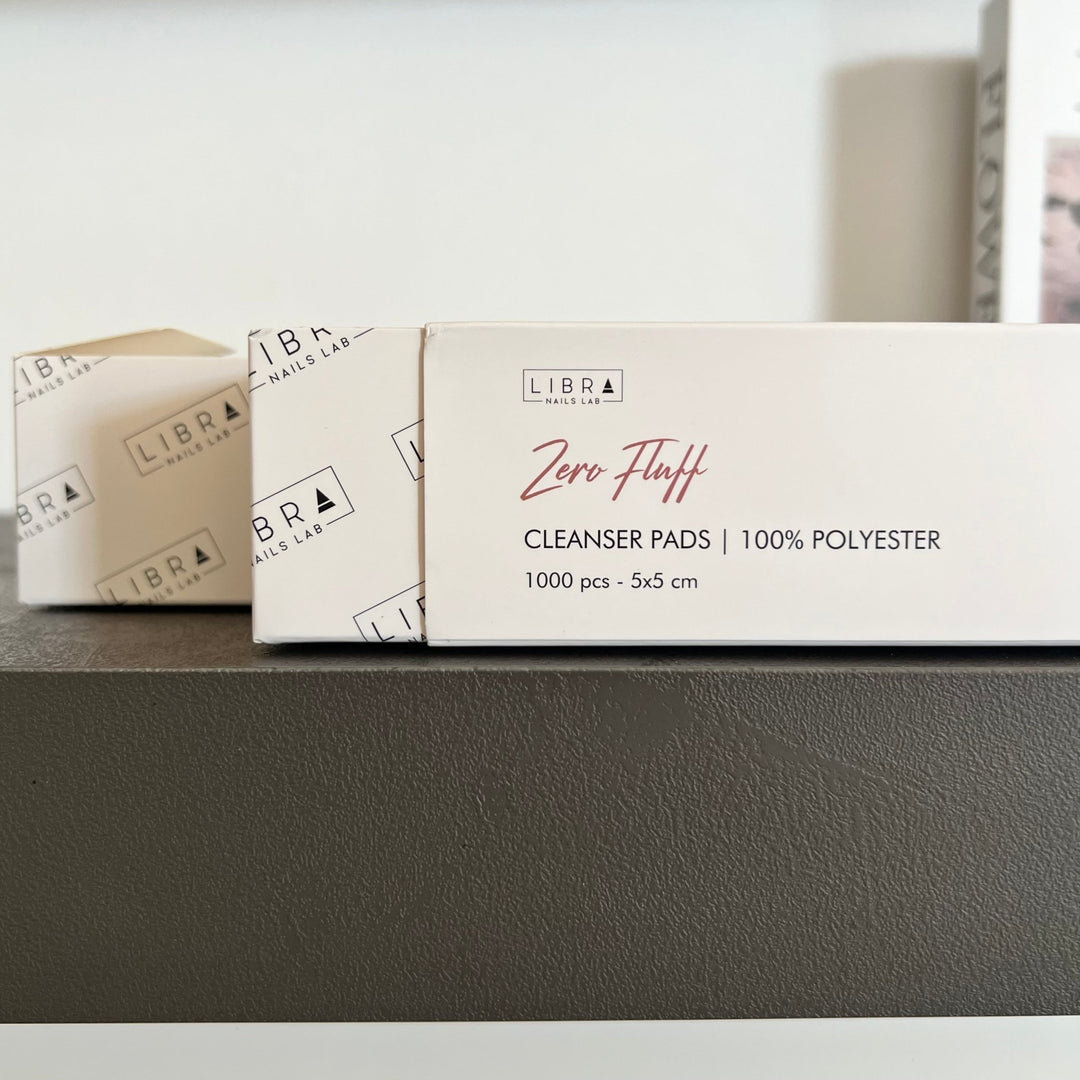 LIBRA
NAILS LAB
Zero Fluff
CLEANSER PADS | 100% POLYESTER
1000 pcs - 5x5 cm
LIBRA
NAILS LAB
LIBRA
NAILS LAB
LIBRA
NAILS LAB